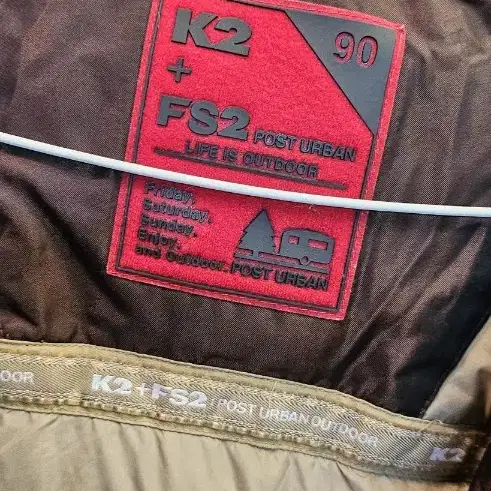 K2
90
+
FS2 POST URBAN
LIFE IS OUTDOOR
Friday,
Saturday,
Sunday,
Enjoy,
and Outdoor. POST URBAN
OUTDOOR K2+FS2 | POST URBAN OUTDOOR K2